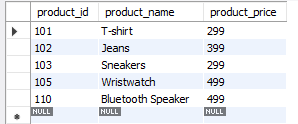 product_id product_name product_price
101 T-shirt 299
102 Jeans 399
103 Sneakers 299
105 Wristwatch 499
110 Bluetooth Speaker 499
NULL NULL NULL